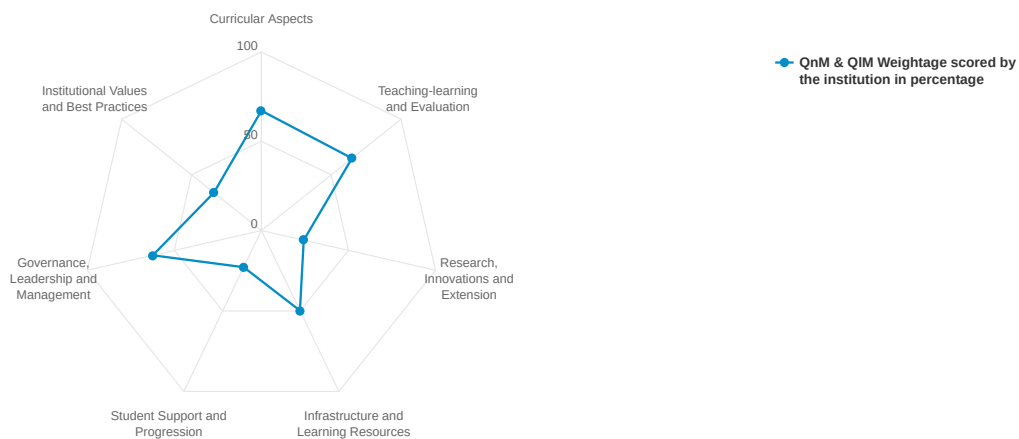 Curricular Aspects
100
50
0
Teaching-learning
and Evaluation
Research,
Innovations and
Extension
Infrastructure and
Learning Resources
Student Support and
Progression
Governance,
Leadership and
Management
Institutional Values
and Best Practices
QnM & QIM Weightage scored by
the institution in percentage